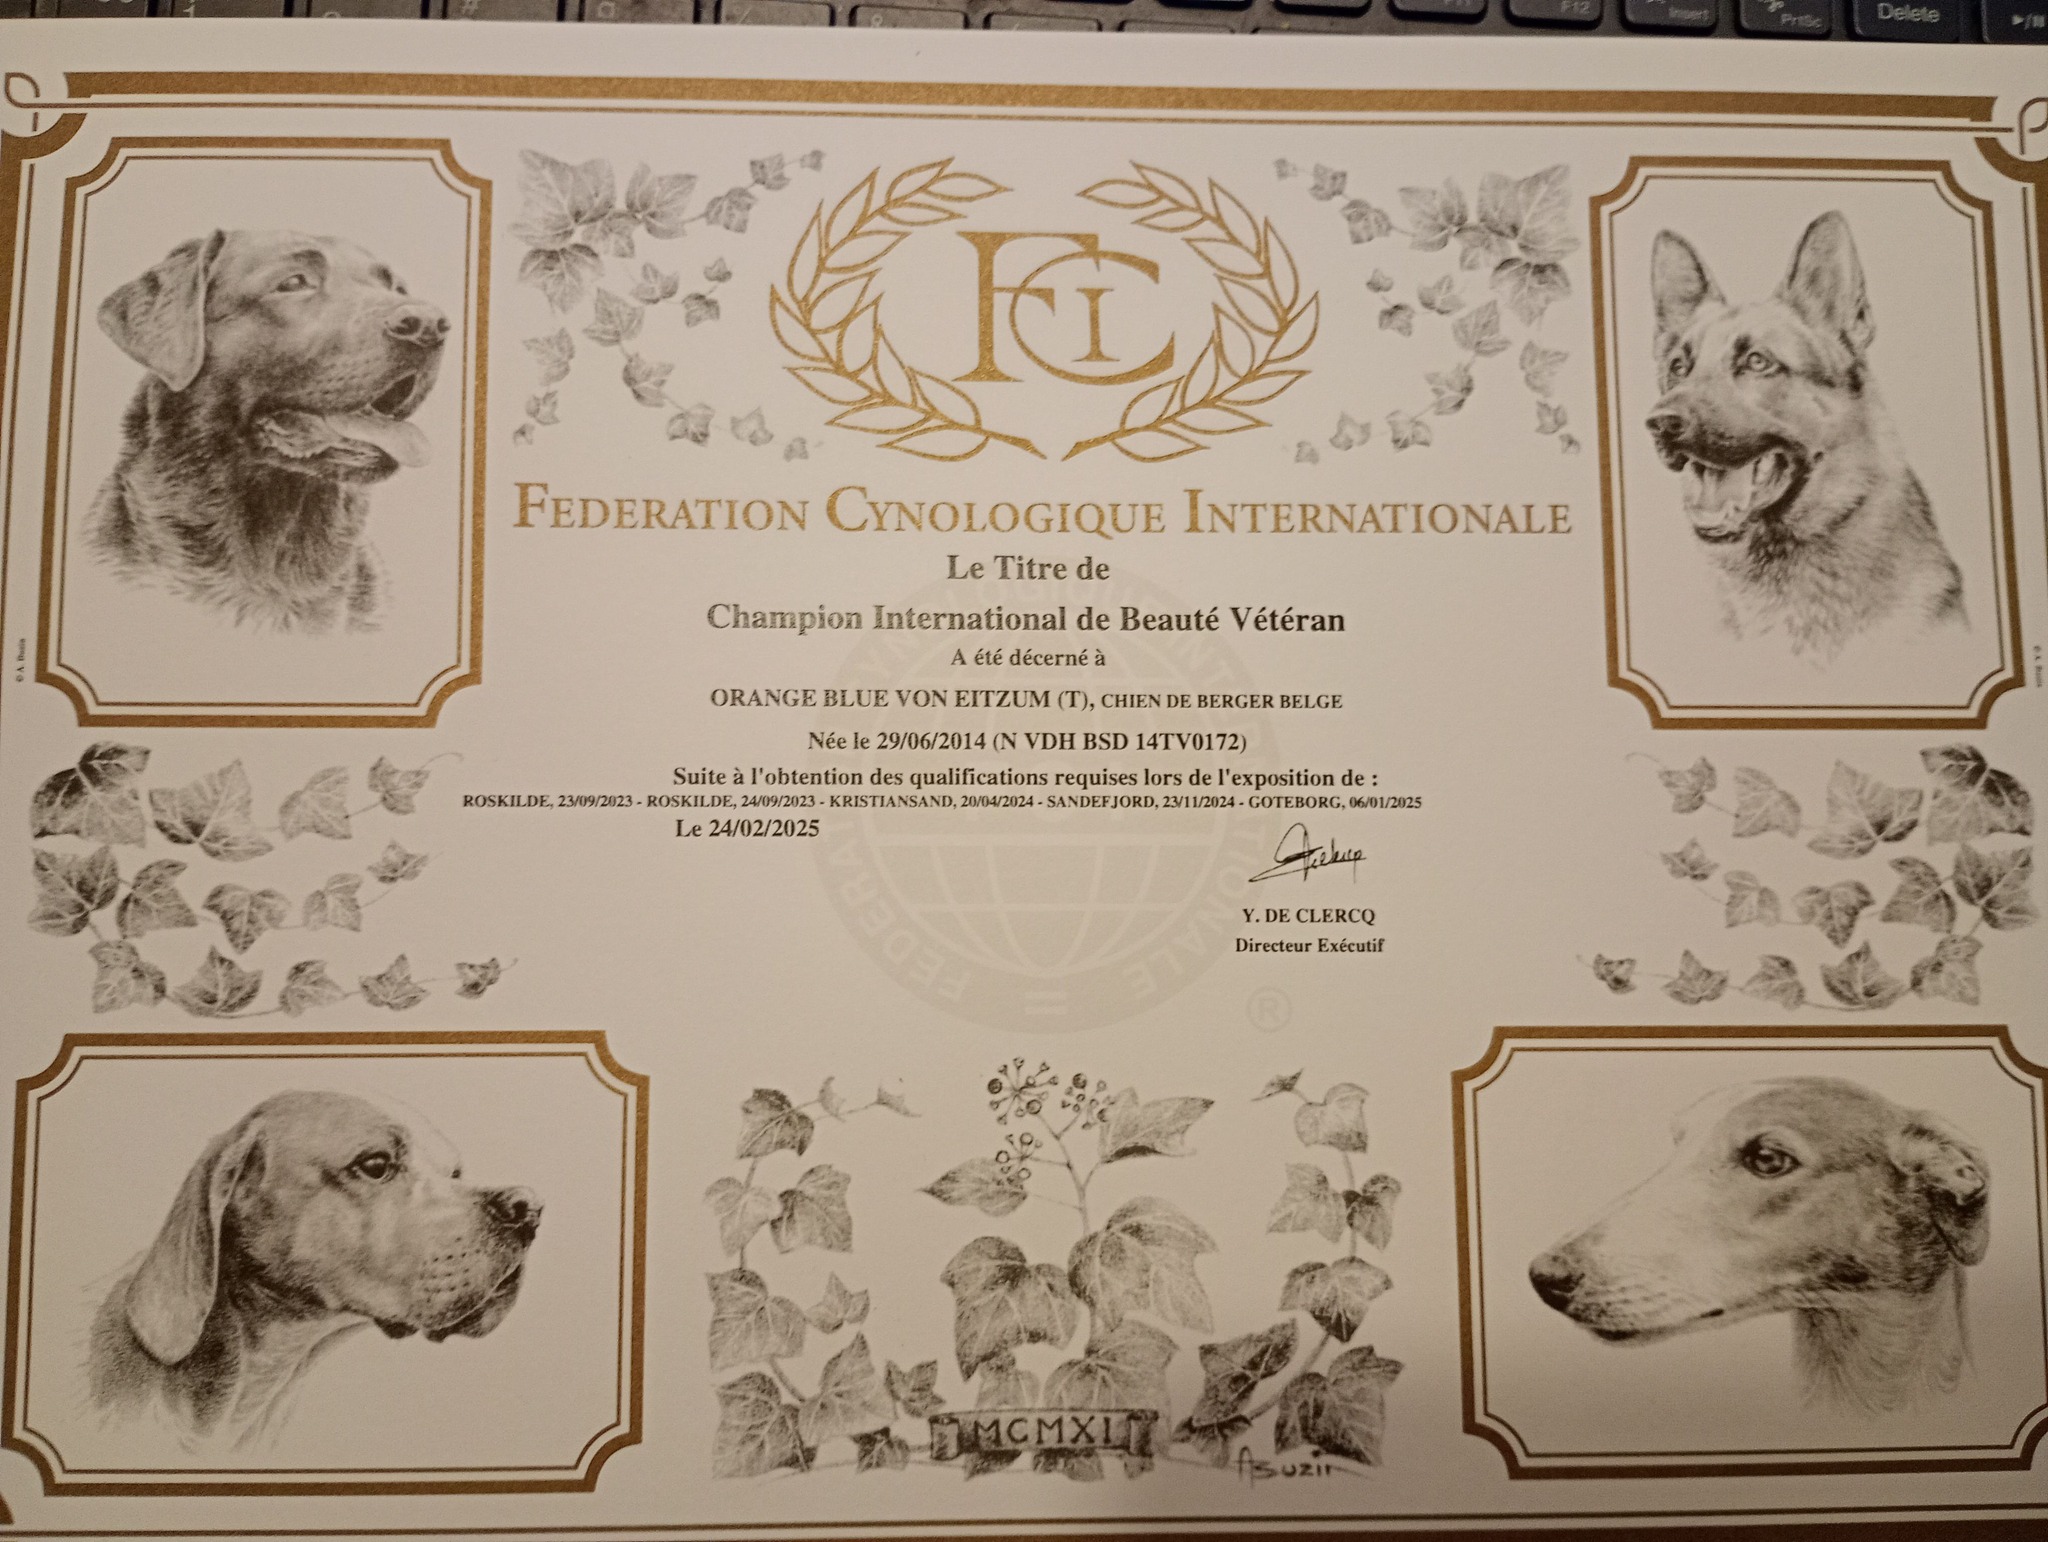 F12
Insert
PrtSc
Delete
FCI
FEDERATION CYNOLOGIQUE INTERNATIONALE
Le Titre de
Champion International de Beauté Vétéran
A été décerné à
ORANGE BLUE VON EITZUM (T), CHIEN DE BERGER BELGE
Née le 29/06/2014 (N VDH BSD 14TV0172)
Suite à l'obtention des qualifications requises lors de l'exposition de :
ROSKILDE, 23/09/2023 - ROSKILDE, 24/09/2023 - KRISTIANSAND, 20/04/2024 - SANDEFJORD, 23/11/2024 - GOTEBORG, 06/01/2025
Le 24/02/2025
Y. DE CLERCQ
Directeur Exécutif
®
MCMXI